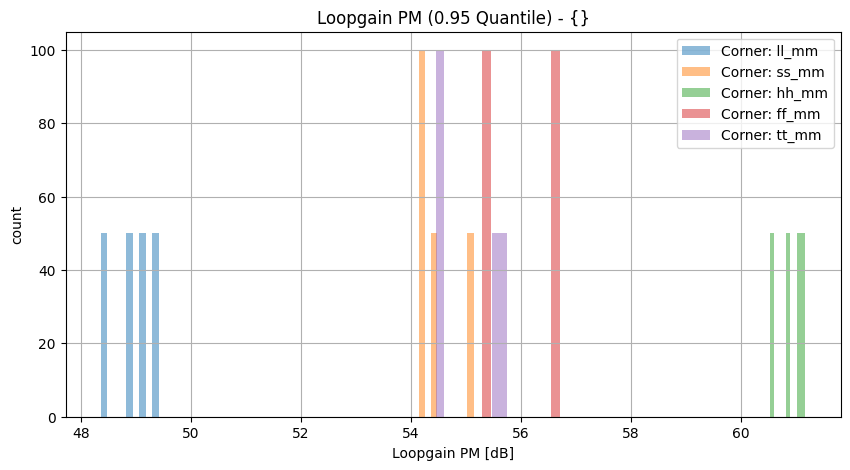 Loopgain PM (0.95 Quantile) - {}
count
100
80
60
40
20
0
48 50 52 54 56 58 60
Loopgain PM [dB]
Corner: ll_mm
Corner: ss_mm
Corner: hh_mm
Corner: ff_mm
Corner: tt_mm